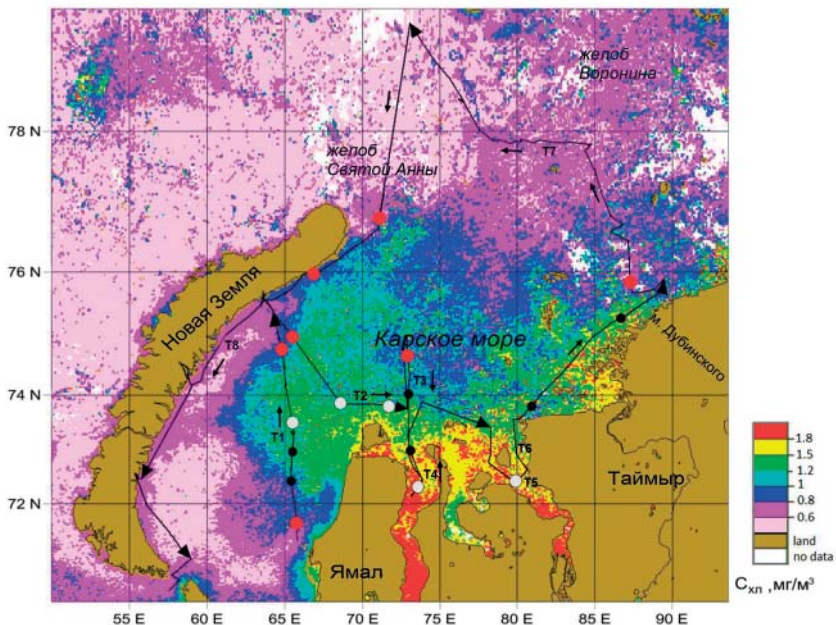 желоб
Воронина
78 N
желоб
Святой Анны
T7
76 N
Новая Земля
Карское море
м. Дубинского
T8
74 N
T1
T2
T3
T4
T5
T6
72 N
Таймыр
Ямал
1.8
1.5
1.2
1
0.8
0.6
land
no data
Cхл ,мг/м³
55 E
60 E
65 E
70 E
75 E
80 E
85 E
90 E